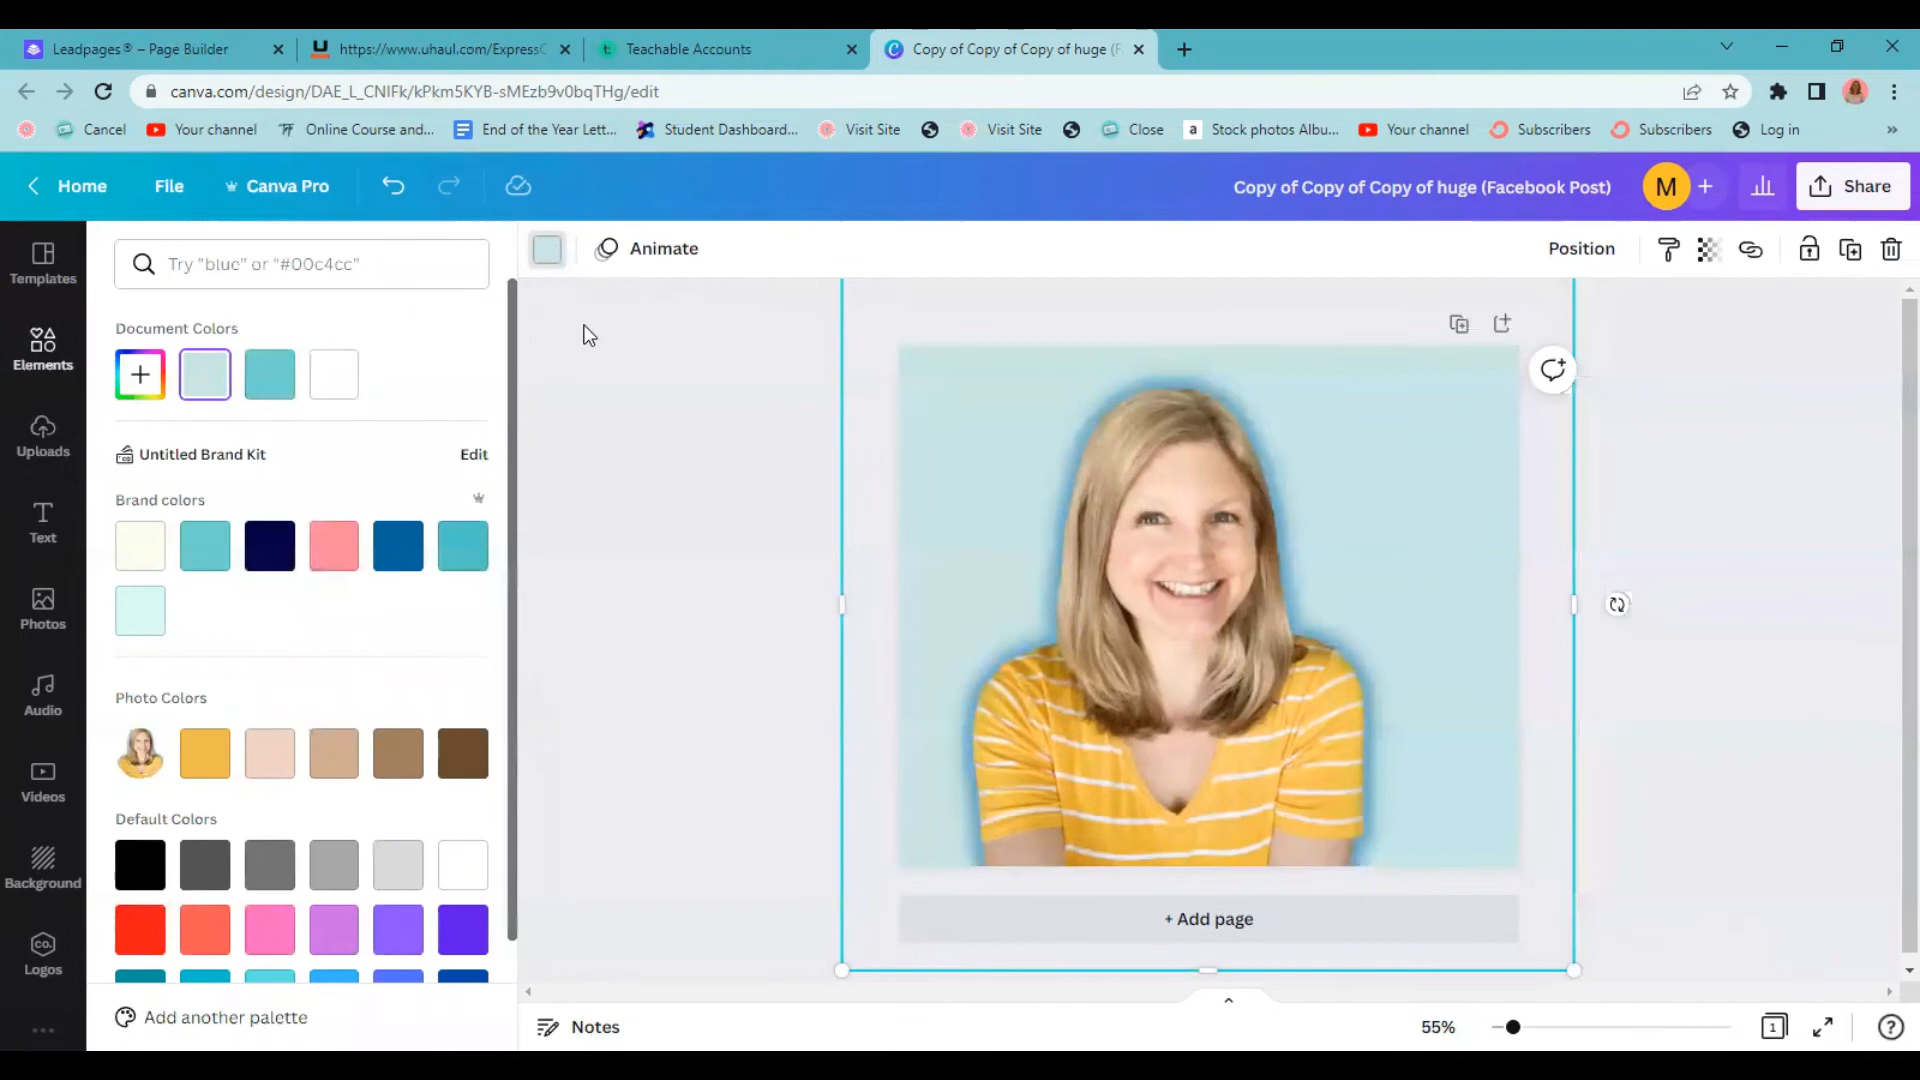 Leadpages® – Page Builder
https://www.uhaul.com/ExpressC
Teachable Accounts
Copy of Copy of Copy of huge (F
canva.com/design/DAE_L_CNIFk/kPkm5KYB-sMEzb9v0bqTHg/edit
Cancel
Your channel
Online Course and...
End of the Year Lett...
Student Dashboard...
Visit Site
Visit Site
Close
Stock photos Albu...
Your channel
Subscribers
Subscribers
Log in
»
Home
File
Canva Pro
Copy of Copy of Copy of huge (Facebook Post)
M
Share
Templates
Elements
Uploads
Text
Photos
Audio
Videos
Background
CO.
Logos
Try "blue" or "#00c4cc"
Document Colors
Untitled Brand Kit
Edit
Brand colors
Photo Colors
Default Colors
Add another palette
Animate
Position
+ Add page
Notes
55%
1